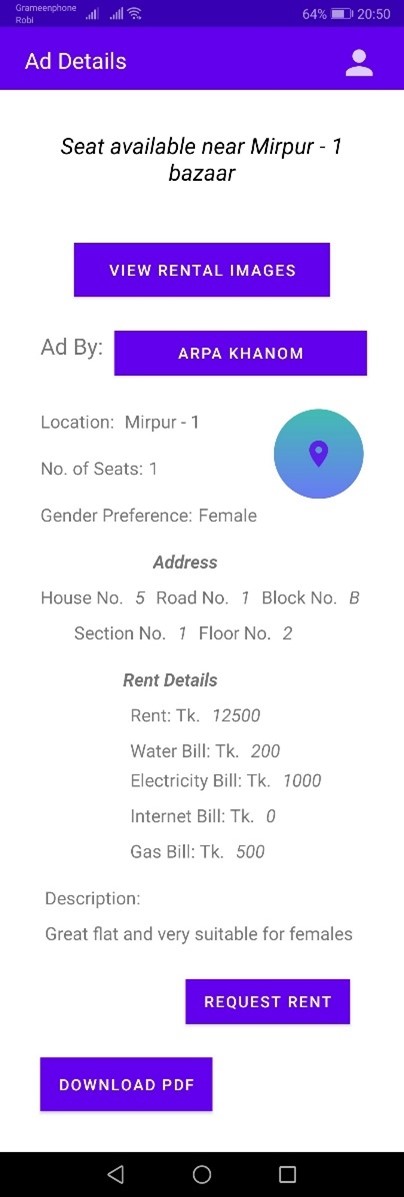 Grameenphone
Robi
64% 20:50
Ad Details
Seat available near Mirpur - 1
bazaar
VIEW RENTAL IMAGES
Ad By: ARPA KHANOM
Location: Mirpur - 1
No. of Seats: 1
Gender Preference: Female
Address
House No. 5 Road No. 1 Block No. B
Section No. 1 Floor No. 2
Rent Details
Rent: Tk. 12500
Water Bill: Tk. 200
Electricity Bill: Tk. 1000
Internet Bill: Tk. 0
Gas Bill: Tk. 500
Description:
Great flat and very suitable for females
REQUEST RENT
DOWNLOAD PDF